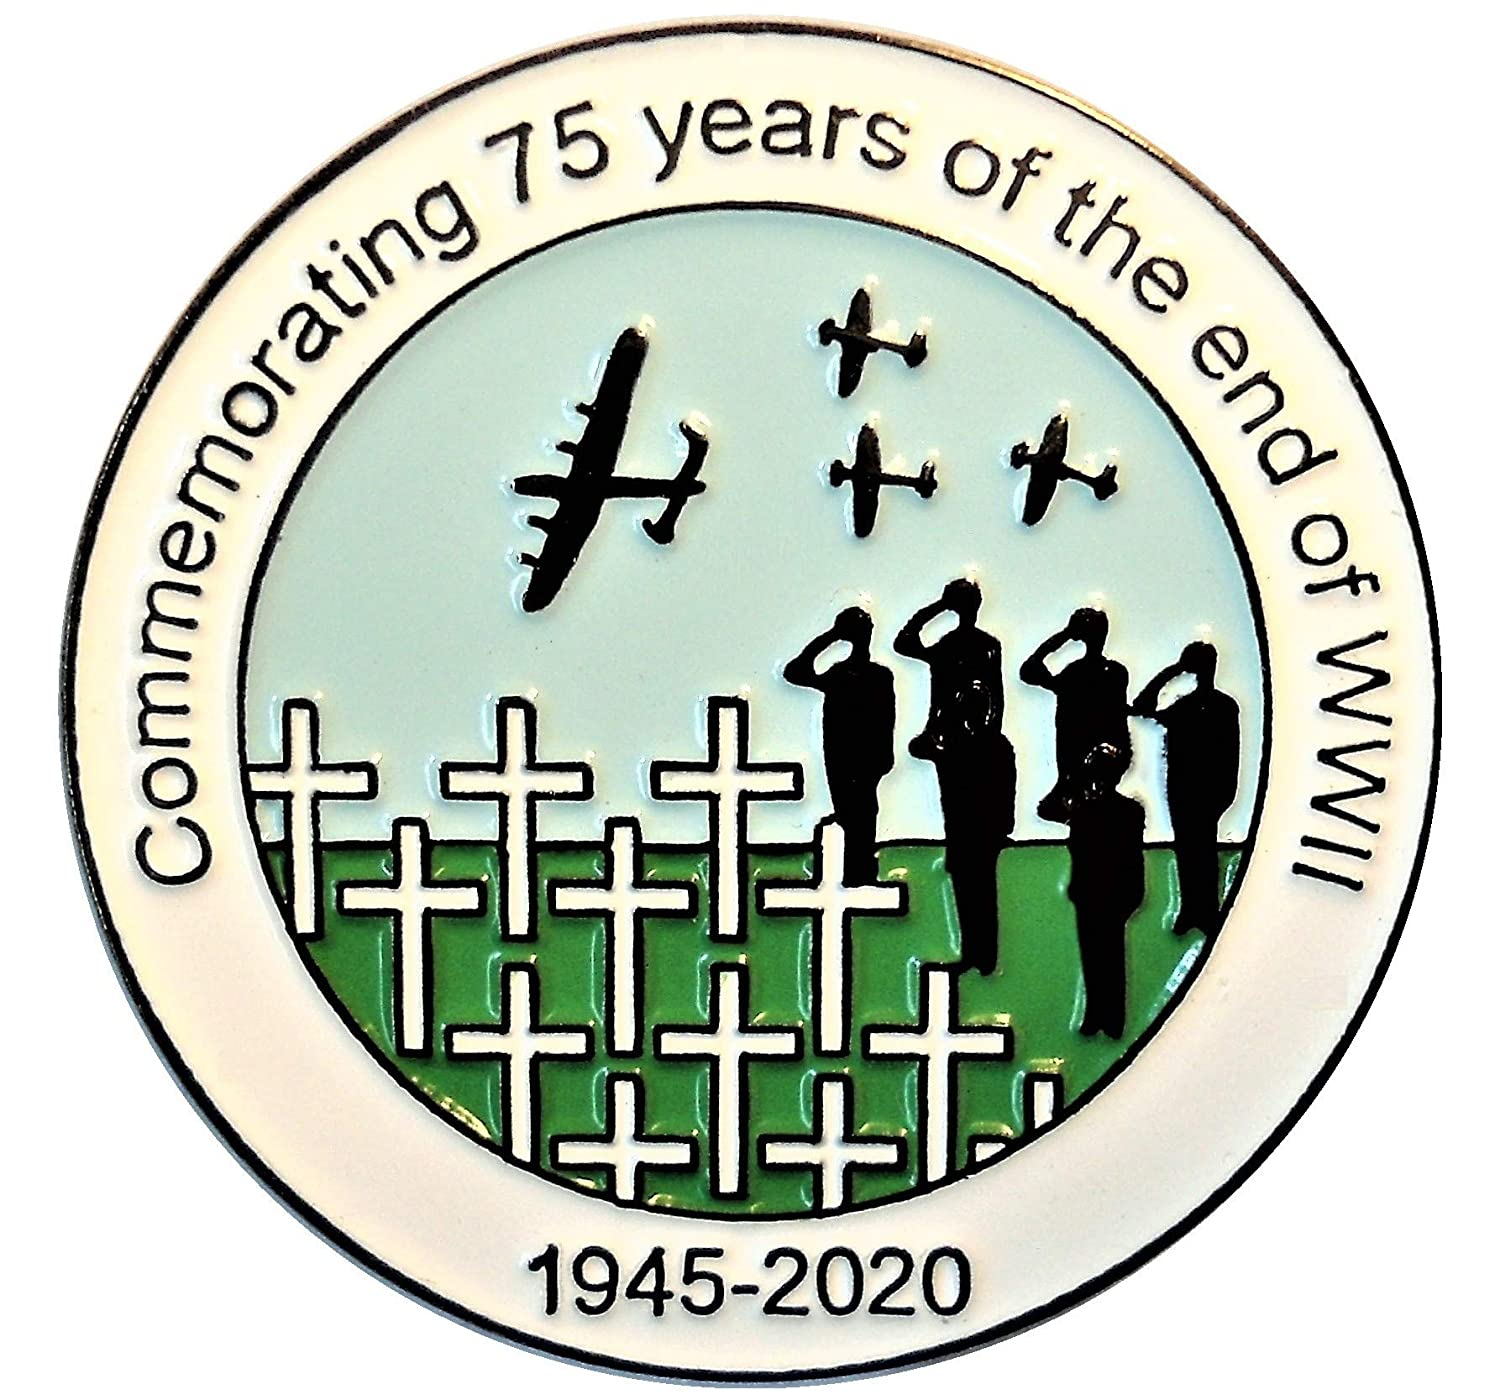 Commemorating 75 years of the end of WWII
1945-2020